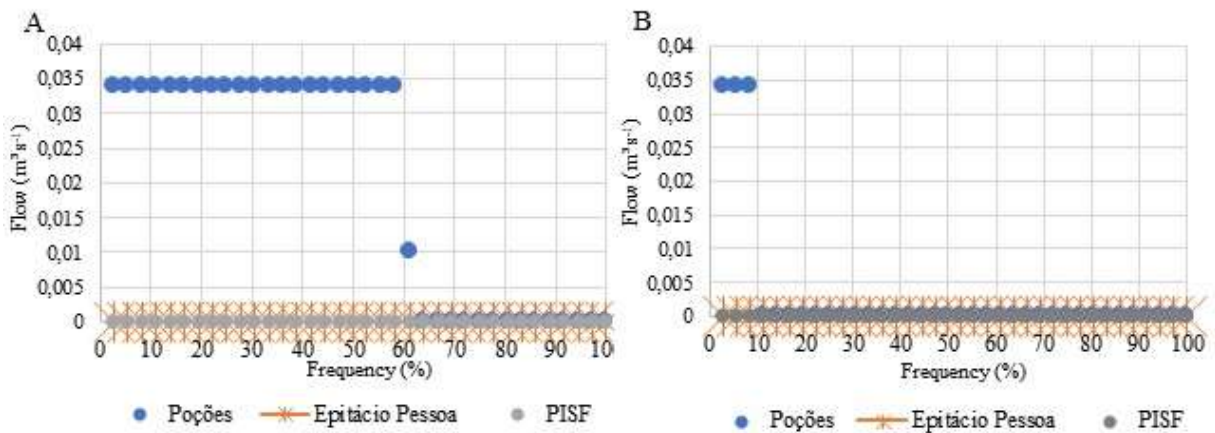 A
0,04
0,035
0,03
0,025
0,02
0,015
0,01
0,005
0
Flow (m³s⁻¹)
0 10 20 30 40 50 60 70 80 90 10
Frequency (%)
Poções Epitácio Pessoa PISF
B
0,04
0,035
0,03
0,025
0,02
0,015
0,01
0,005
0
Flow (m³s⁻¹)
0 10 20 30 40 50 60 70 80 90 100
Frequency (%)
Poções Epitácio Pessoa PISF